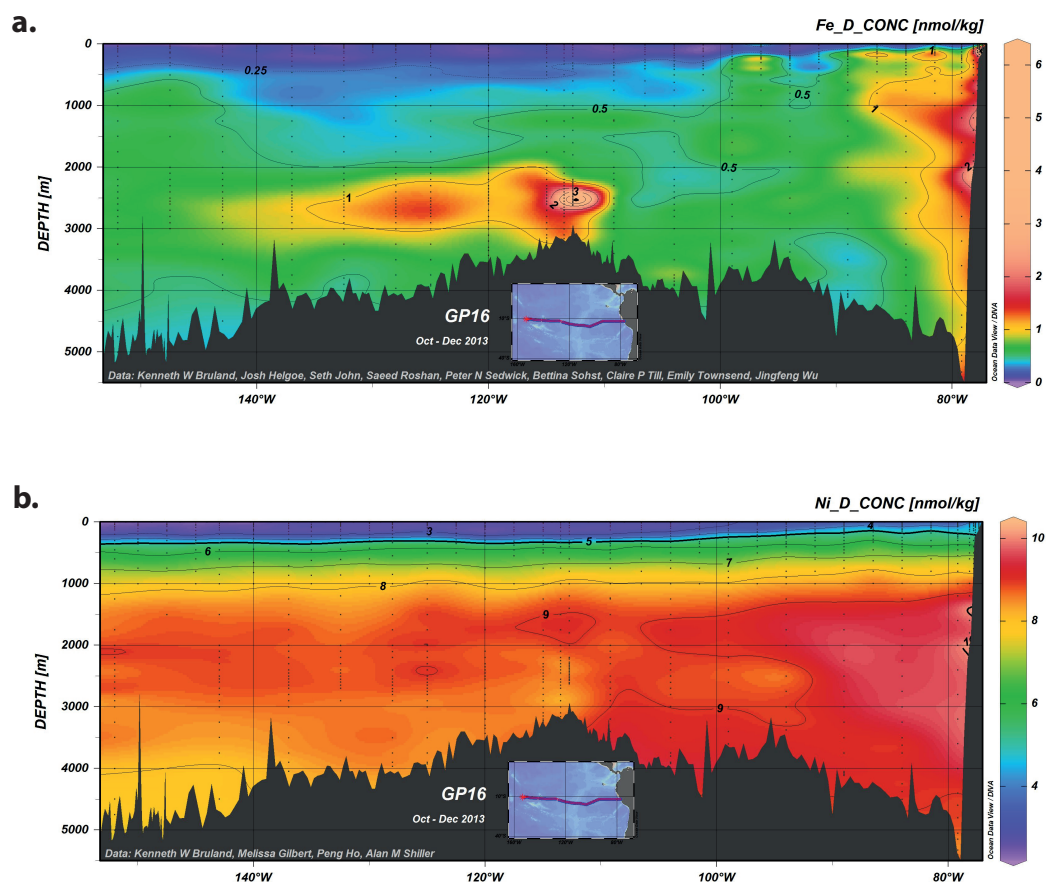 a.
Fe_D_CONC [nmol/kg]
0
1000
2000
3000
4000
5000
DEPTH [m]
0.25
0.5
0.5
0.5
1
1
1
2
2
3
6
5
4
3
2
1
0
GP16
Oct - Dec 2013
Ocean Data View / DIVA
Data: Kenneth W Bruland, Josh Helgoe, Seth John, Saeed Roshan, Peter N Sedwick, Bettina Sohst, Claire P Till, Emily Townsend, Jingfeng Wu
140°W
120°W
100°W
80°W
b.
Ni_D_CONC [nmol/kg]
0
1000
2000
3000
4000
5000
DEPTH [m]
3
4
5
6
7
8
9
9
10
8
6
4
GP16
Oct - Dec 2013
Ocean Data View / DIVA
Data: Kenneth W Bruland, Melissa Gilbert, Peng Ho, Alan M Shiller
140°W
120°W
100°W
80°W